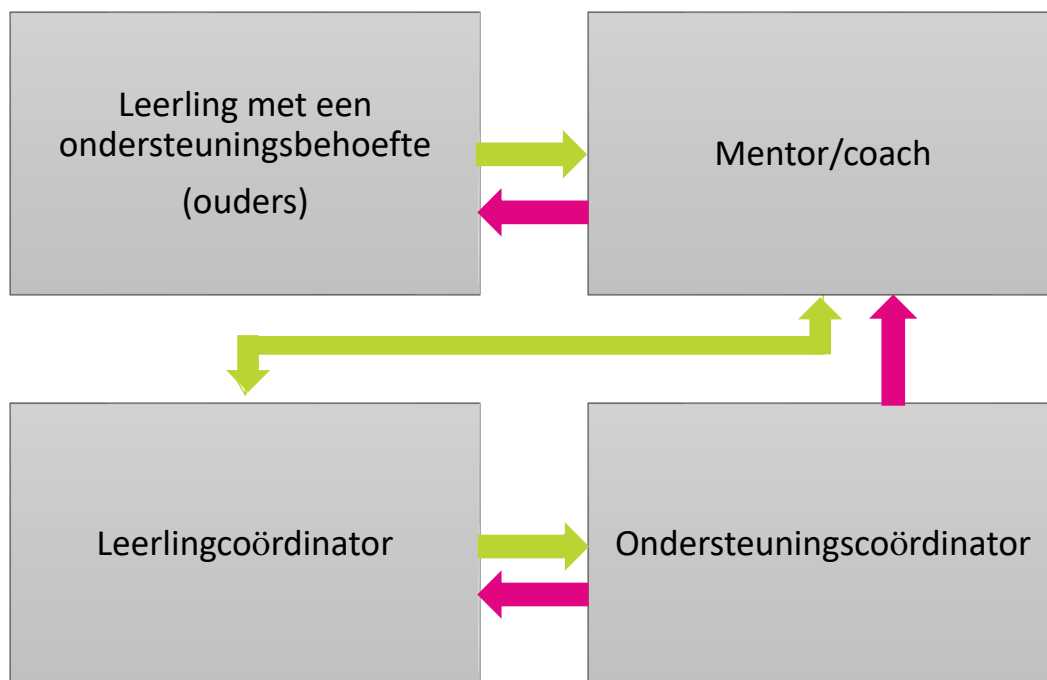 Leerling met een
ondersteuningsbehoefte
(ouders)
Mentor/coach
Leerlingcoördinator
Ondersteuningscoördinator